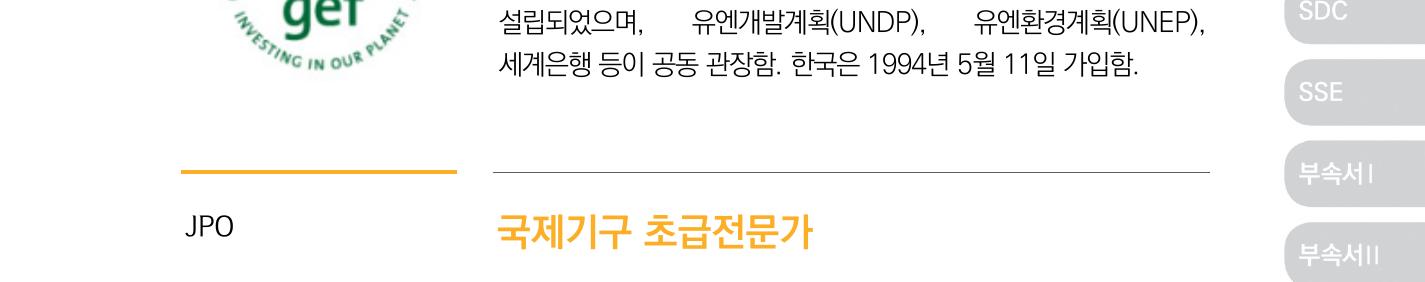 gef
INVESTING IN OUR PLANET
설립되었으며, 유엔개발계획(UNDP), 유엔환경계획(UNEP),
세계은행 등이 공동 관장함. 한국은 1994년 5월 11일 가입함.
JPO
국제기구 초급전문가
SDC
SSE
부속서I
부속서II